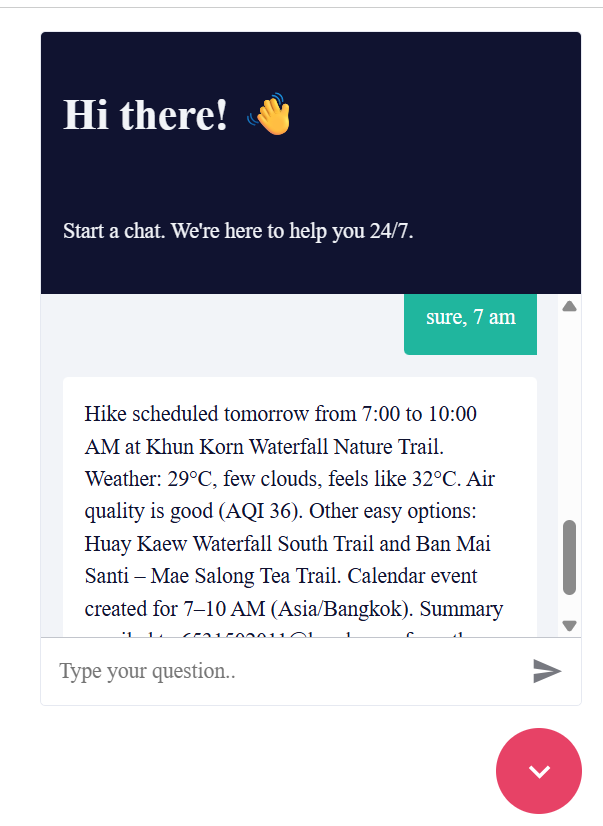 Hi there! 👋
Start a chat. We're here to help you 24/7.
sure, 7 am
Hike scheduled tomorrow from 7:00 to 10:00
AM at Khun Korn Waterfall Nature Trail.
Weather: 29°C, few clouds, feels like 32°C. Air
quality is good (AQI 36). Other easy options:
Huay Kaew Waterfall South Trail and Ban Mai
Santi – Mae Salong Tea Trail. Calendar event
created for 7–10 AM (Asia/Bangkok). Summary
Type your question..